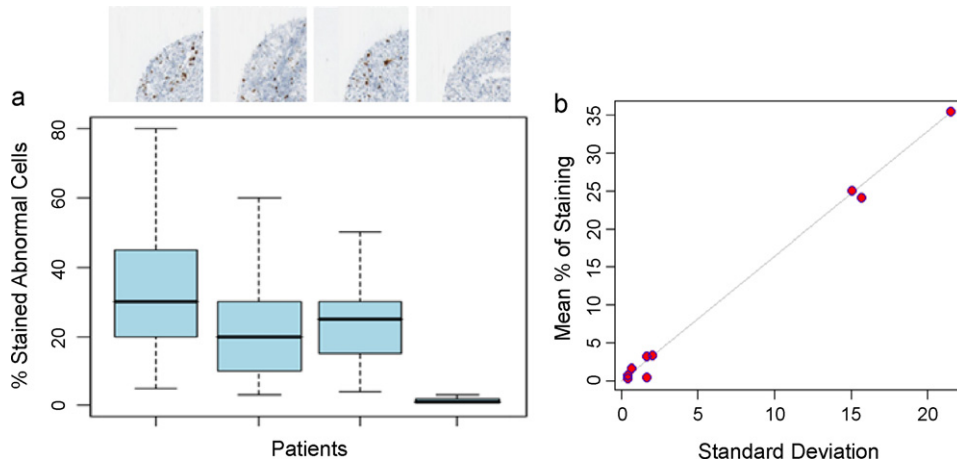 a
% Stained Abnormal Cells
80
60
40
20
0
Patients
b
Mean % of Staining
35
30
25
20
15
10
5
0
0 5 10 15 20
Standard Deviation